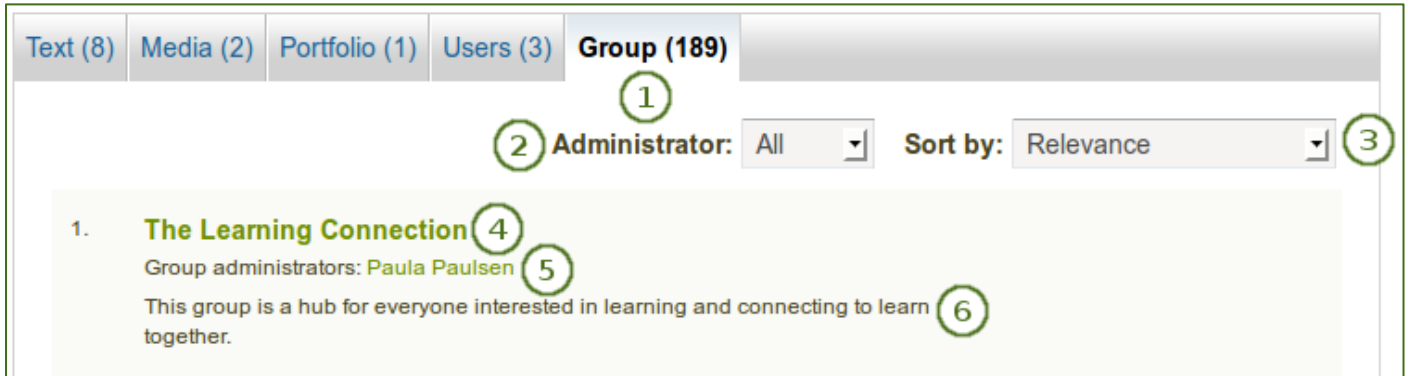 Text (8) Media (2) Portfolio (1) Users (3) Group (189)
1
2 Administrator: All Sort by: Relevance 3
1. The Learning Connection 4
Group administrators: Paula Paulsen 5
This group is a hub for everyone interested in learning and connecting to learn 6
together.